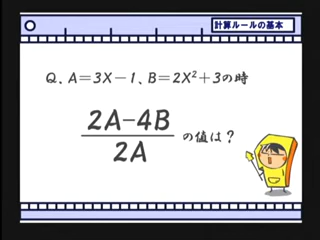 計算ルールの基本
Q、A=3X−1、B=2X²+3の時
2A−4B
2A
の値は?